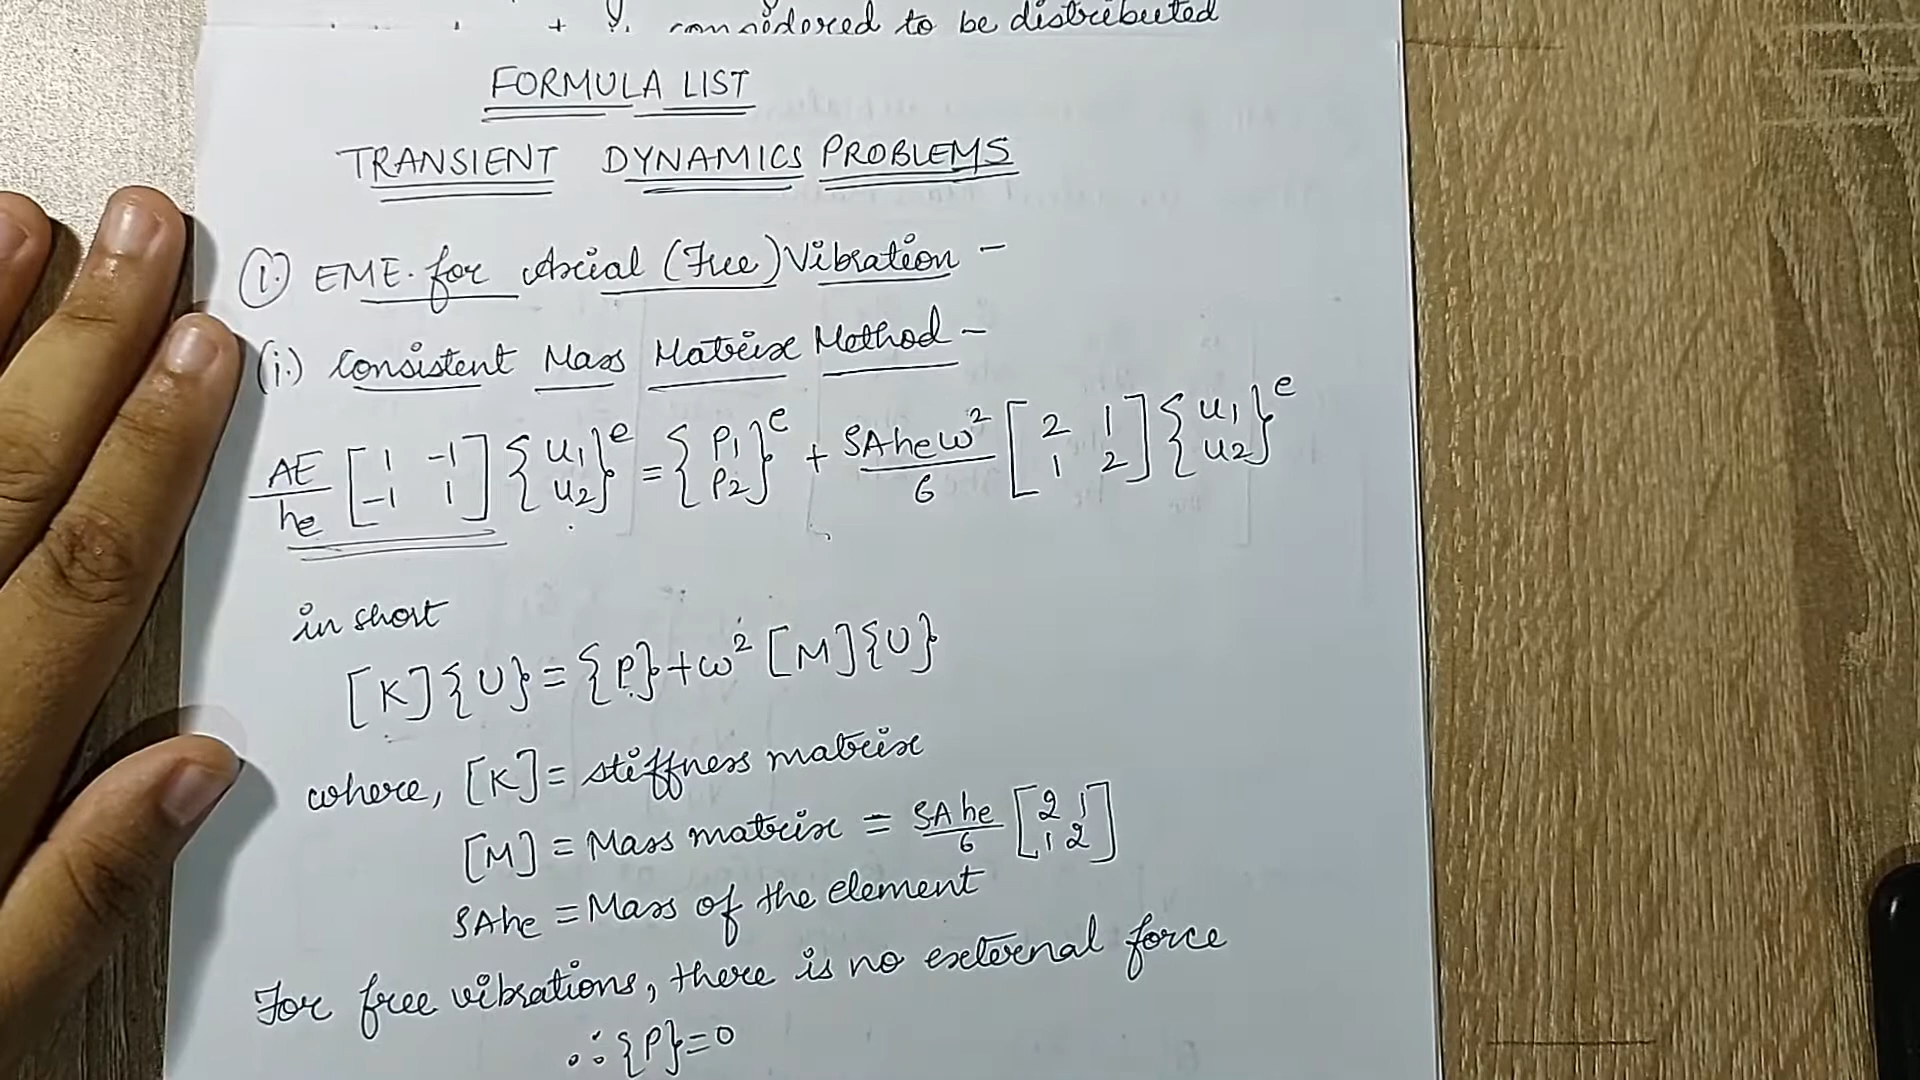 considered to be distributed
FORMULA LIST
TRANSIENT DYNAMICS PROBLEMS
①. EME. for Axial (Free) Vibration –
(i.) Consistent Mass Matrix Method –
AE/he [1 -1; -1 1] {u1; u2}^e = {P1; P2}^e + ρAheω²/6 [2 1; 1 2] {u1; u2}^e
in short
[K]{U} = {P} + ω² [M]{U}
where, [K] = stiffness matrix
[M] = Mass matrix = ρAhe/6 [2 1; 1 2]
ρAhe = Mass of the element
For free vibrations, there is no external force
∴ {P} = 0